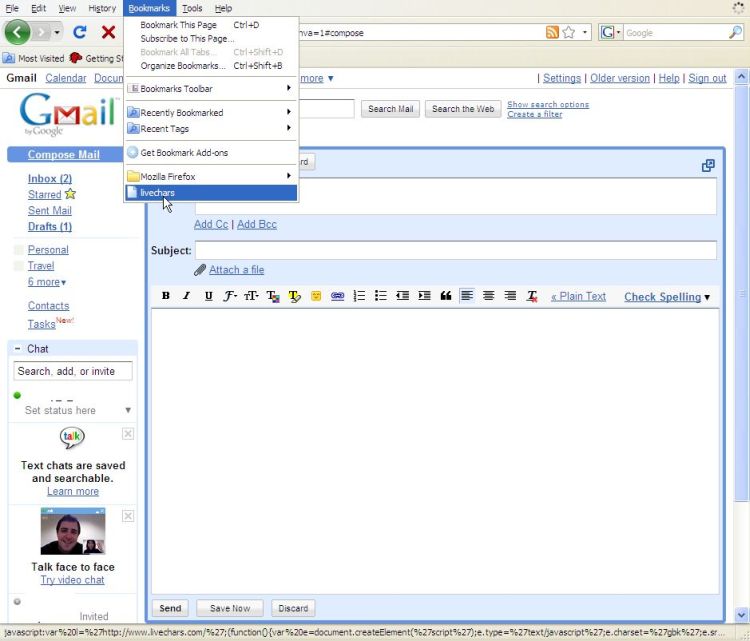 File Edit View History Bookmarks Tools Help
Bookmark This Page Ctrl+D
Subscribe to This Page...
Bookmark All Tabs... Ctrl+Shift+D
Organize Bookmarks... Ctrl+Shift+B
Bookmarks Toolbar
Recently Bookmarked
Recent Tags
Get Bookmark Add-ons
Mozilla Firefox
livechars
nva=1#compose
G Google
Most Visited Getting St
Gmail Calendar Docum more ▼ | Settings | Older version | Help | Sign out
Gmail
by Google
Search Mail Search the Web Show search options
Create a filter
Compose Mail
Inbox (2)
Starred
Sent Mail
Drafts (1)
Personal
Travel
6 more▼
Contacts
Tasks New!
Chat
Search, add, or invite
Set status here
talk
Text chats are saved
and searchable.
Learn more
Talk face to face
Try video chat
Invited
rd
Add Cc | Add Bcc
Subject:
Attach a file
B I U F T T T « Plain Text Check Spelling ▼
Send Save Now Discard
javascript:var%20l=%27http://www.livechars.com/%27;(function(){var%20e=document.createElement(%27script%27);e.type=%27text/javascript%27;e.charset=%27gbk%27;e.sr...